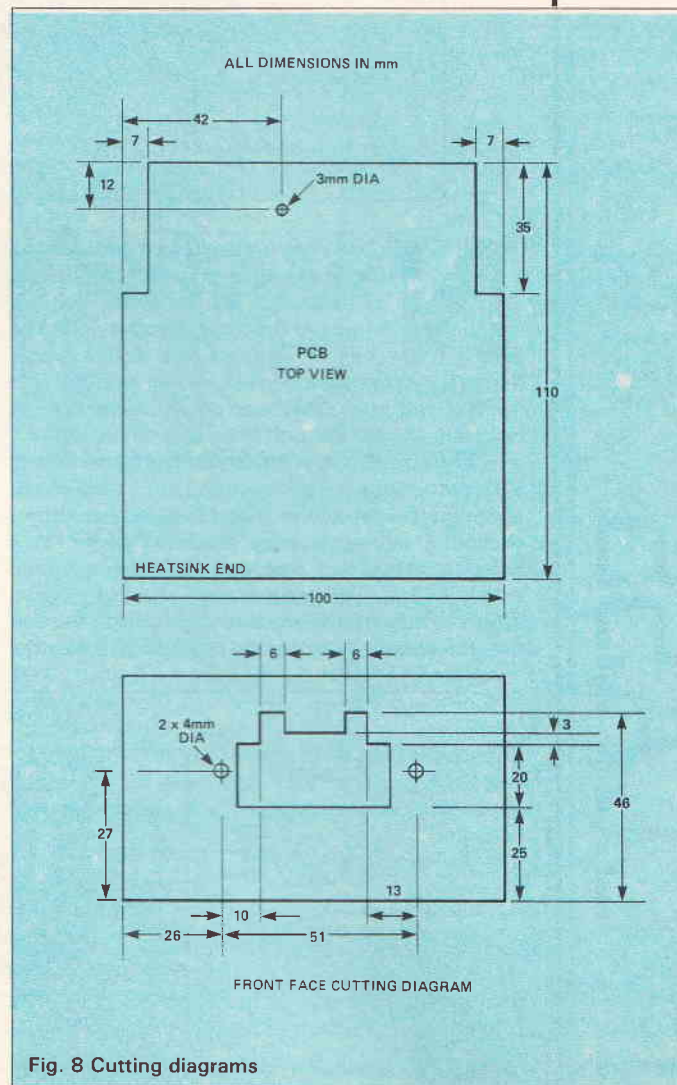 ALL DIMENSIONS IN mm
42
7
7
12
3mm DIA
35
PCB
TOP VIEW
110
HEATSINK END
100
6
6
2 x 4mm
DIA
3
20
46
27
25
13
10
26
51
FRONT FACE CUTTING DIAGRAM
Fig. 8 Cutting diagrams